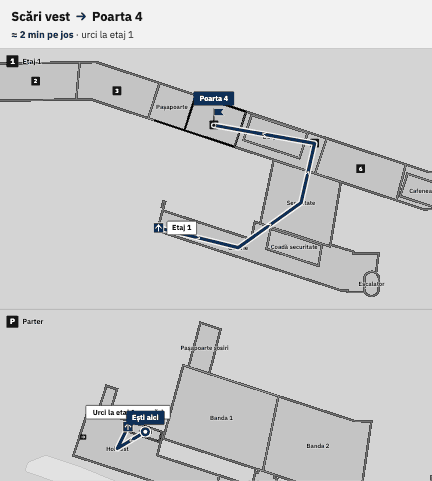 Scări vest → Poarta 4
≈ 2 min pe jos · urci la etaj 1
1 Etaj 1
2
3
Pașapoarte
Poarta 4
6
Cafenea
Etaj 1
Coadă securitate
Escalator
P Parter
Pașapoarte sosiri
Urci la etaj
Ești aici
Banda 1
Banda 2